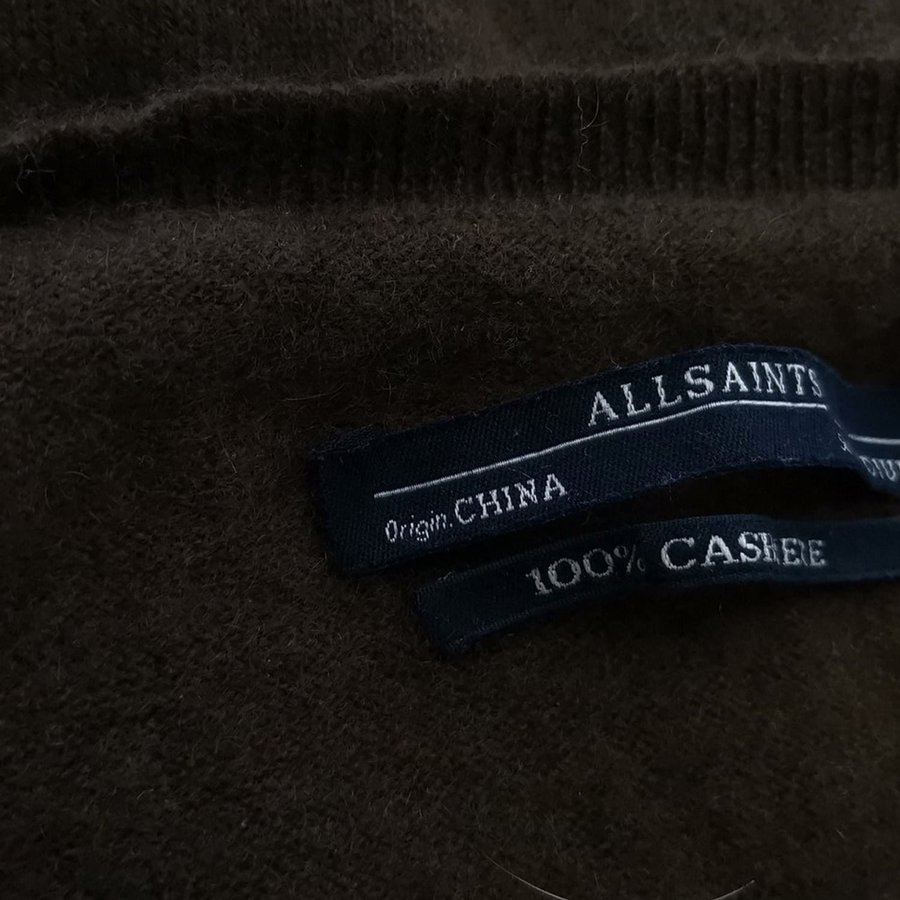 ALLSAINTS
Origin. CHINA
100% CASHERE